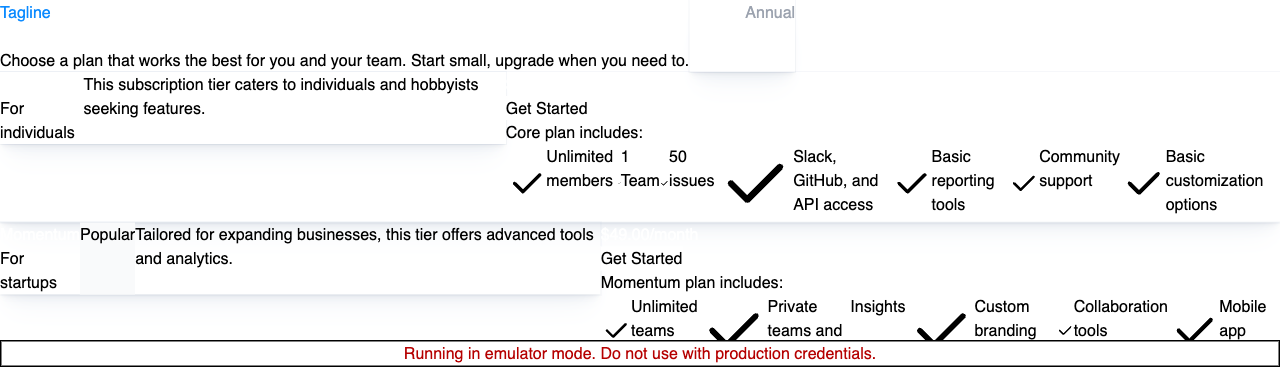 Tagline
Annual
Choose a plan that works the best for you and your team. Start small, upgrade when you need to.
This subscription tier caters to individuals and hobbyists
seeking features.
For
individuals
Get Started
Core plan includes:
Unlimited
members
1
Team
50
issues
Slack,
GitHub, and
API access
Basic
reporting
tools
Community
support
Basic
customization
options
Popular
Tailored for expanding businesses, this tier offers advanced tools
and analytics.
For
startups
$49.00/month
Get Started
Momentum plan includes:
Unlimited
teams
Private
teams and
Insights
Custom
branding
Collaboration
tools
Mobile
app
Running in emulator mode. Do not use with production credentials.